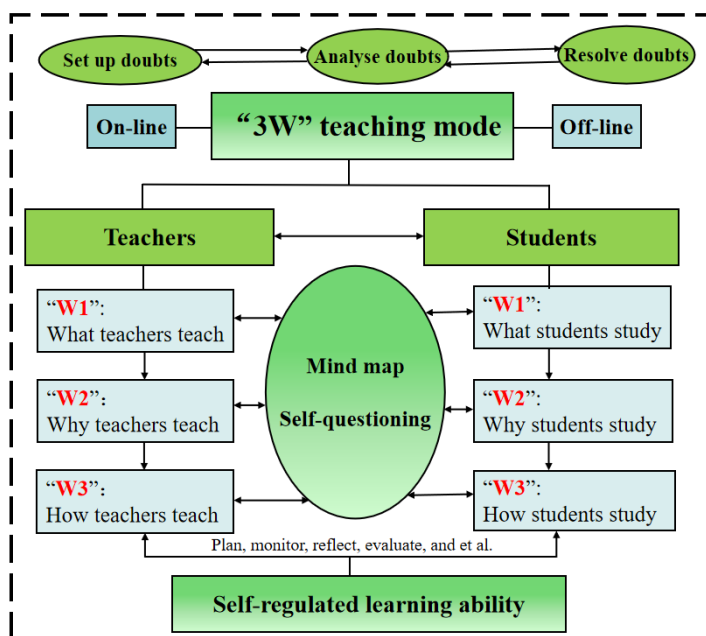 Set up doubts
Analyse doubts
Resolve doubts
On-line
“3W” teaching mode
Off-line
Teachers
Students
“W1”:
What teachers teach
“W1”:
What students study
Mind map
Self-questioning
“W2”：
Why teachers teach
“W2”:
Why students study
“W3”：
How teachers teach
“W3”:
How students study
Plan, monitor, reflect, evaluate, and et al.
Self-regulated learning ability